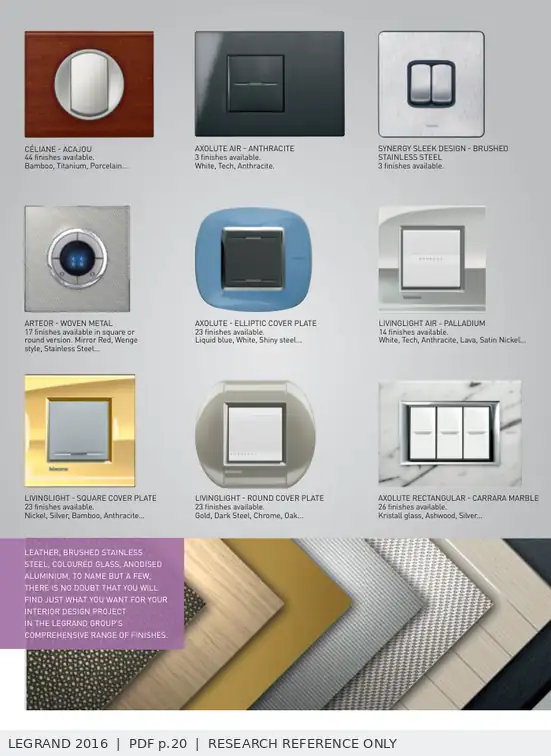 CÉLIANE - ACAJOU
44 finishes available.
Bamboo, Titanium, Porcelain...
AXOLUTE AIR - ANTHRACITE
3 finishes available.
White, Tech, Anthracite.
SYNERGY SLEEK DESIGN - BRUSHED
STAINLESS STEEL
3 finishes available.
ARTEOR - WOVEN METAL
17 finishes available in square or
round version. Mirror Red, Wenge
style, Stainless Steel...
AXOLUTE - ELLIPTIC COVER PLATE
23 finishes available.
Liquid blue, White, Shiny steel...
LIVINGLIGHT AIR - PALLADIUM
14 finishes available.
White, Tech, Anthracite, Lava, Satin Nickel...
LIVINGLIGHT - SQUARE COVER PLATE
23 finishes available.
Nickel, Silver, Bamboo, Anthracite...
LIVINGLIGHT - ROUND COVER PLATE
23 finishes available.
Gold, Dark Steel, Chrome, Oak...
AXOLUTE RECTANGULAR - CARRARA MARBLE
26 finishes available.
Kristall glass, Ashwood, Silver...
LEATHER, BRUSHED STAINLESS
STEEL, COLOURED GLASS, ANODISED
ALUMINIUM, TO NAME BUT A FEW,
THERE IS NO DOUBT THAT YOU WILL
FIND JUST WHAT YOU WANT FOR YOUR
INTERIOR DESIGN PROJECT
IN THE LEGRAND GROUP'S
COMPREHENSIVE RANGE OF FINISHES.
LEGRAND 2016 | PDF p.20 | RESEARCH REFERENCE ONLY